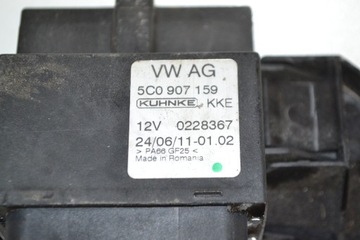 VW AG
5C0 907 159
KUHNKE KKE
12V 0228367
24/06/11-01.02
> PA66 GF25 <
Made in Romania